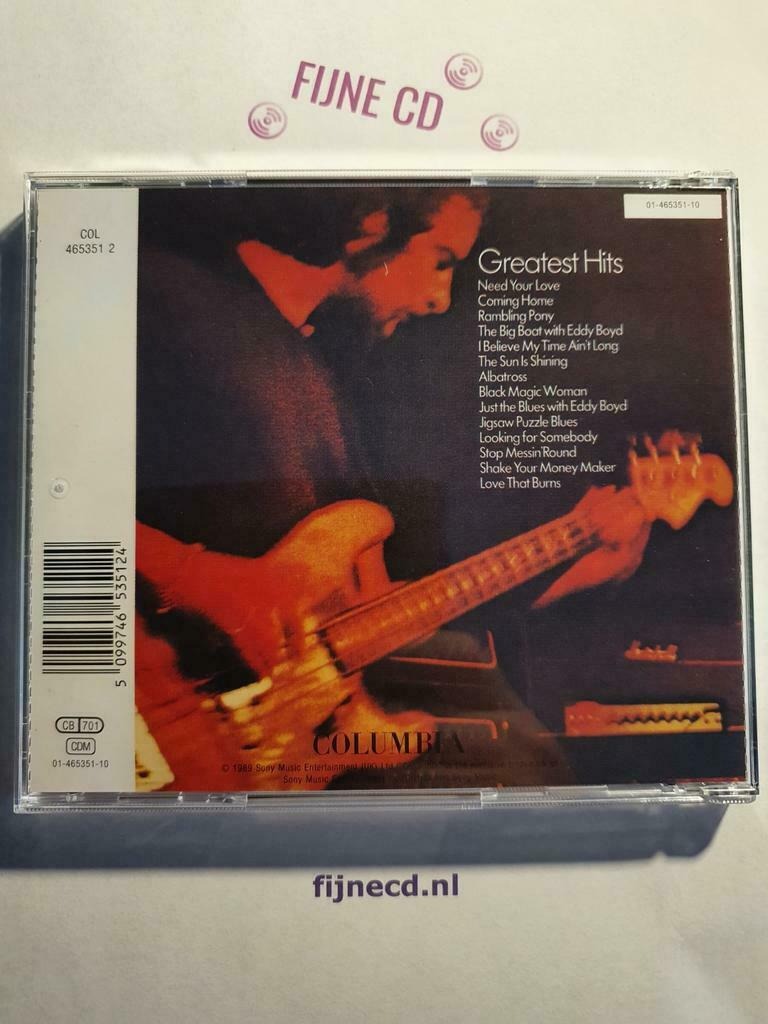 FIJNE CD
COL
465351 2
01-465351-10
Greatest Hits
Need Your Love
Coming Home
Rambling Pony
The Big Boat with Eddy Boyd
I Believe My Time Ain't Long
The Sun Is Shining
Albatross
Black Magic Woman
Just the Blues with Eddy Boyd
Jigsaw Puzzle Blues
Looking for Somebody
Stop Messin' Round
Shake Your Money Maker
Love That Burns
5 099746 535124
CB 701
CDM
01-465351-10
COLUMBIA
© 1989 Sony Music Entertainment (UK) Ltd
Sony Music
fijnecd.nl